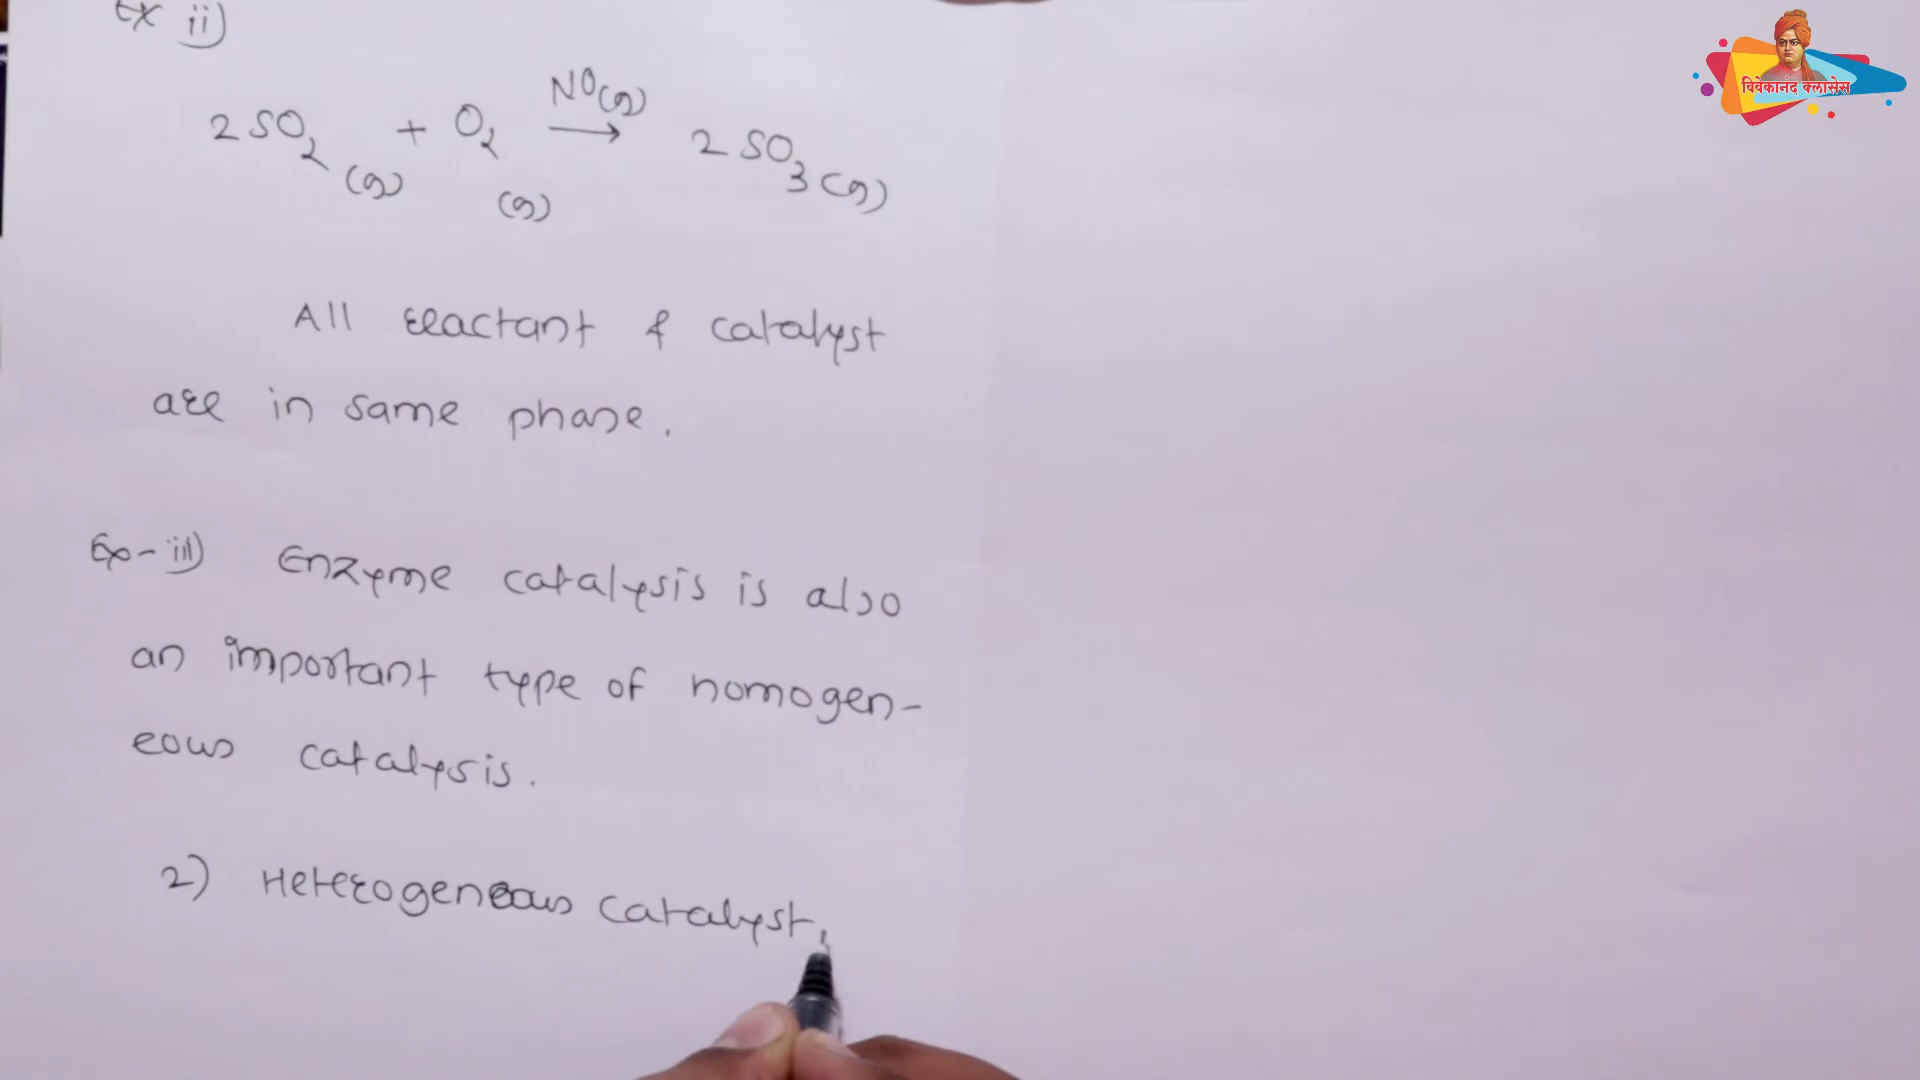 Ex ii)
2SO₂(g) + O₂(g) NO(g)→ 2SO₃(g)
All reactant & catalyst
are in same phase.
Ex-iii) Enzyme catalysis is also
an important type of homogen-
eous catalysis.
2) Heterogeneous catalyst,
विवेकानंद क्लासेस